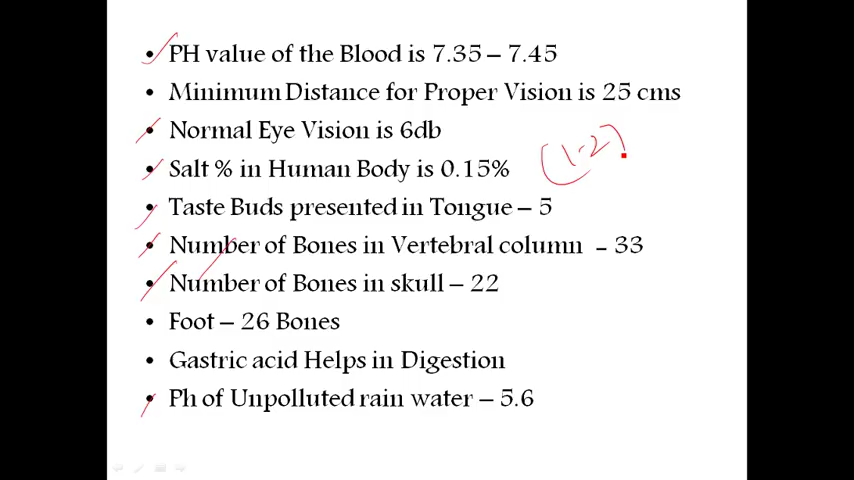 • PH value of the Blood is 7.35 – 7.45
• Minimum Distance for Proper Vision is 25 cms
• Normal Eye Vision is 6db
• Salt % in Human Body is 0.15% (1-2)
• Taste Buds presented in Tongue – 5
• Number of Bones in Vertebral column – 33
• Number of Bones in skull – 22
• Foot – 26 Bones
• Gastric acid Helps in Digestion
• Ph of Unpolluted rain water – 5.6